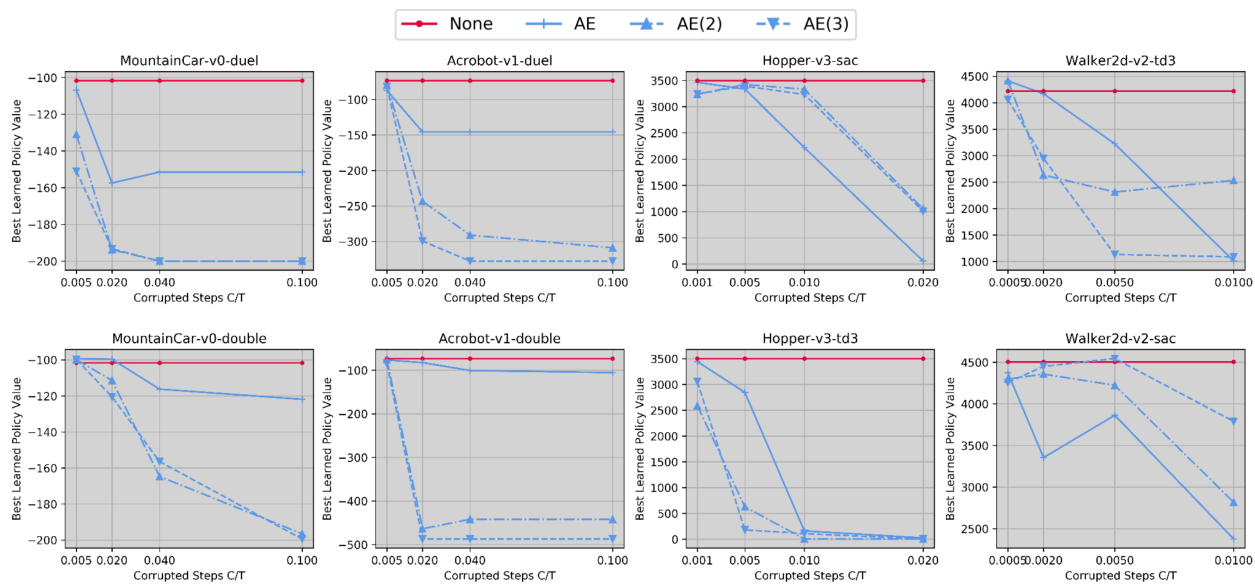 None AE AE(2) AE(3)
MountainCar-v0-duel
Best Learned Policy Value
−100
−120
−140
−160
−180
−200
0.005 0.020 0.040 0.100
Corrupted Steps C/T
Acrobot-v1-duel
Best Learned Policy Value
−100
−150
−200
−250
−300
0.005 0.020 0.040 0.100
Corrupted Steps C/T
Hopper-v3-sac
Best Learned Policy Value
3500
3000
2500
2000
1500
1000
500
0
0.001 0.005 0.010 0.020
Corrupted Steps C/T
Walker2d-v2-td3
Best Learned Policy Value
4500
4000
3500
3000
2500
2000
1500
1000
0.0005 0.0020 0.0050 0.0100
Corrupted Steps C/T
MountainCar-v0-double
Best Learned Policy Value
−100
−120
−140
−160
−180
−200
0.005 0.020 0.040 0.100
Corrupted Steps C/T
Acrobot-v1-double
Best Learned Policy Value
−100
−200
−300
−400
−500
0.005 0.020 0.040 0.100
Corrupted Steps C/T
Hopper-v3-td3
Best Learned Policy Value
3500
3000
2500
2000
1500
1000
500
0
0.001 0.005 0.010 0.020
Corrupted Steps C/T
Walker2d-v2-sac
Best Learned Policy Value
4500
4000
3500
3000
2500
0.0005 0.0020 0.0050 0.0100
Corrupted Steps C/T